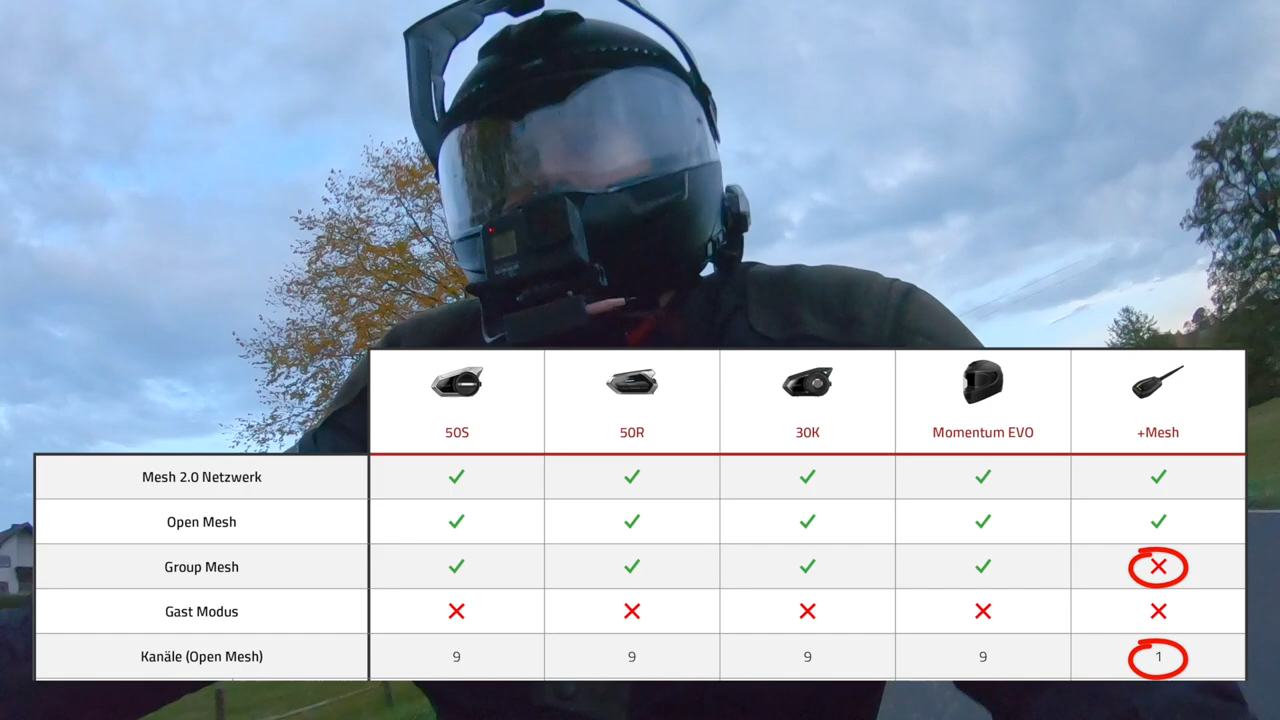 50S 50R 30K Momentum EVO +Mesh
Mesh 2.0 Netzwerk
Open Mesh
Group Mesh
Gast Modus
Kanäle (Open Mesh) 9 9 9 9 1